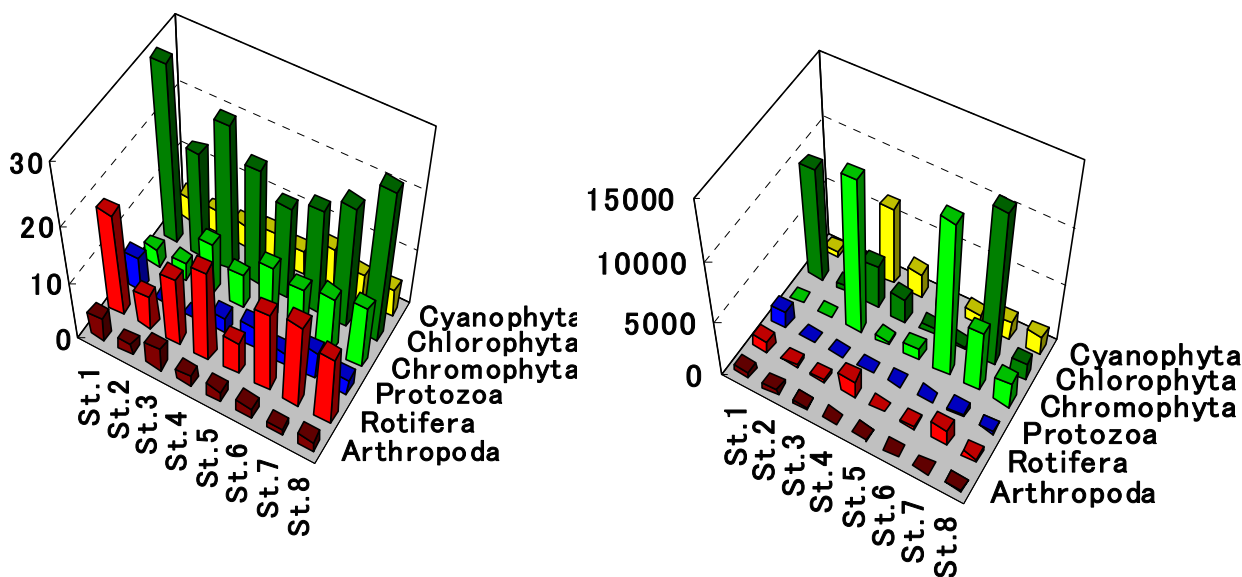 30
20
10
0
St.1
St.2
St.3
St.4
St.5
St.6
St.7
St.8
Cyanophyta
Chlorophyta
Chromophyta
Protozoa
Rotifera
Arthropoda
15000
10000
5000
0
St.1
St.2
St.3
St.4
St.5
St.6
St.7
St.8
Cyanophyta
Chlorophyta
Chromophyta
Protozoa
Rotifera
Arthropoda